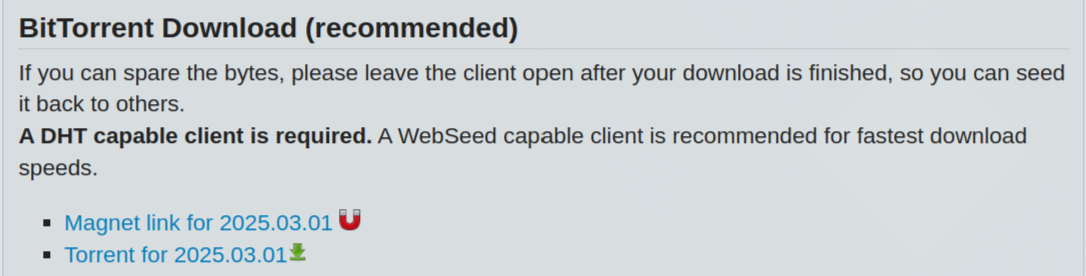 BitTorrent Download (recommended)
If you can spare the bytes, please leave the client open after your download is finished, so you can seed
it back to others.
A DHT capable client is required. A WebSeed capable client is recommended for fastest download
speeds.
Magnet link for 2025.03.01
Torrent for 2025.03.01